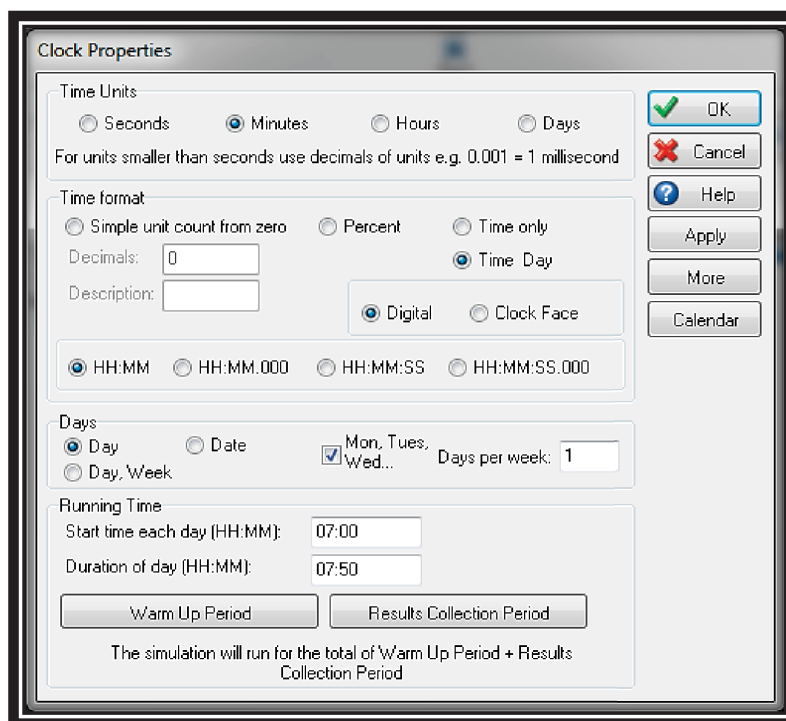 Clock Properties
Time Units
Seconds Minutes Hours Days
For units smaller than seconds use decimals of units e.g. 0.001 = 1 millisecond
Time format
Simple unit count from zero Percent Time only
Decimals: 0 Time Day
Description:
Digital Clock Face
HH:MM HH:MM.000 HH:MM:SS HH:MM:SS.000
Days
Day Date Mon, Tues,
Wed... Days per week: 1
Day, Week
Running Time
Start time each day (HH:MM): 07:00
Duration of day (HH:MM): 07:50
Warm Up Period Results Collection Period
The simulation will run for the total of Warm Up Period + Results
Collection Period
OK
Cancel
Help
Apply
More
Calendar